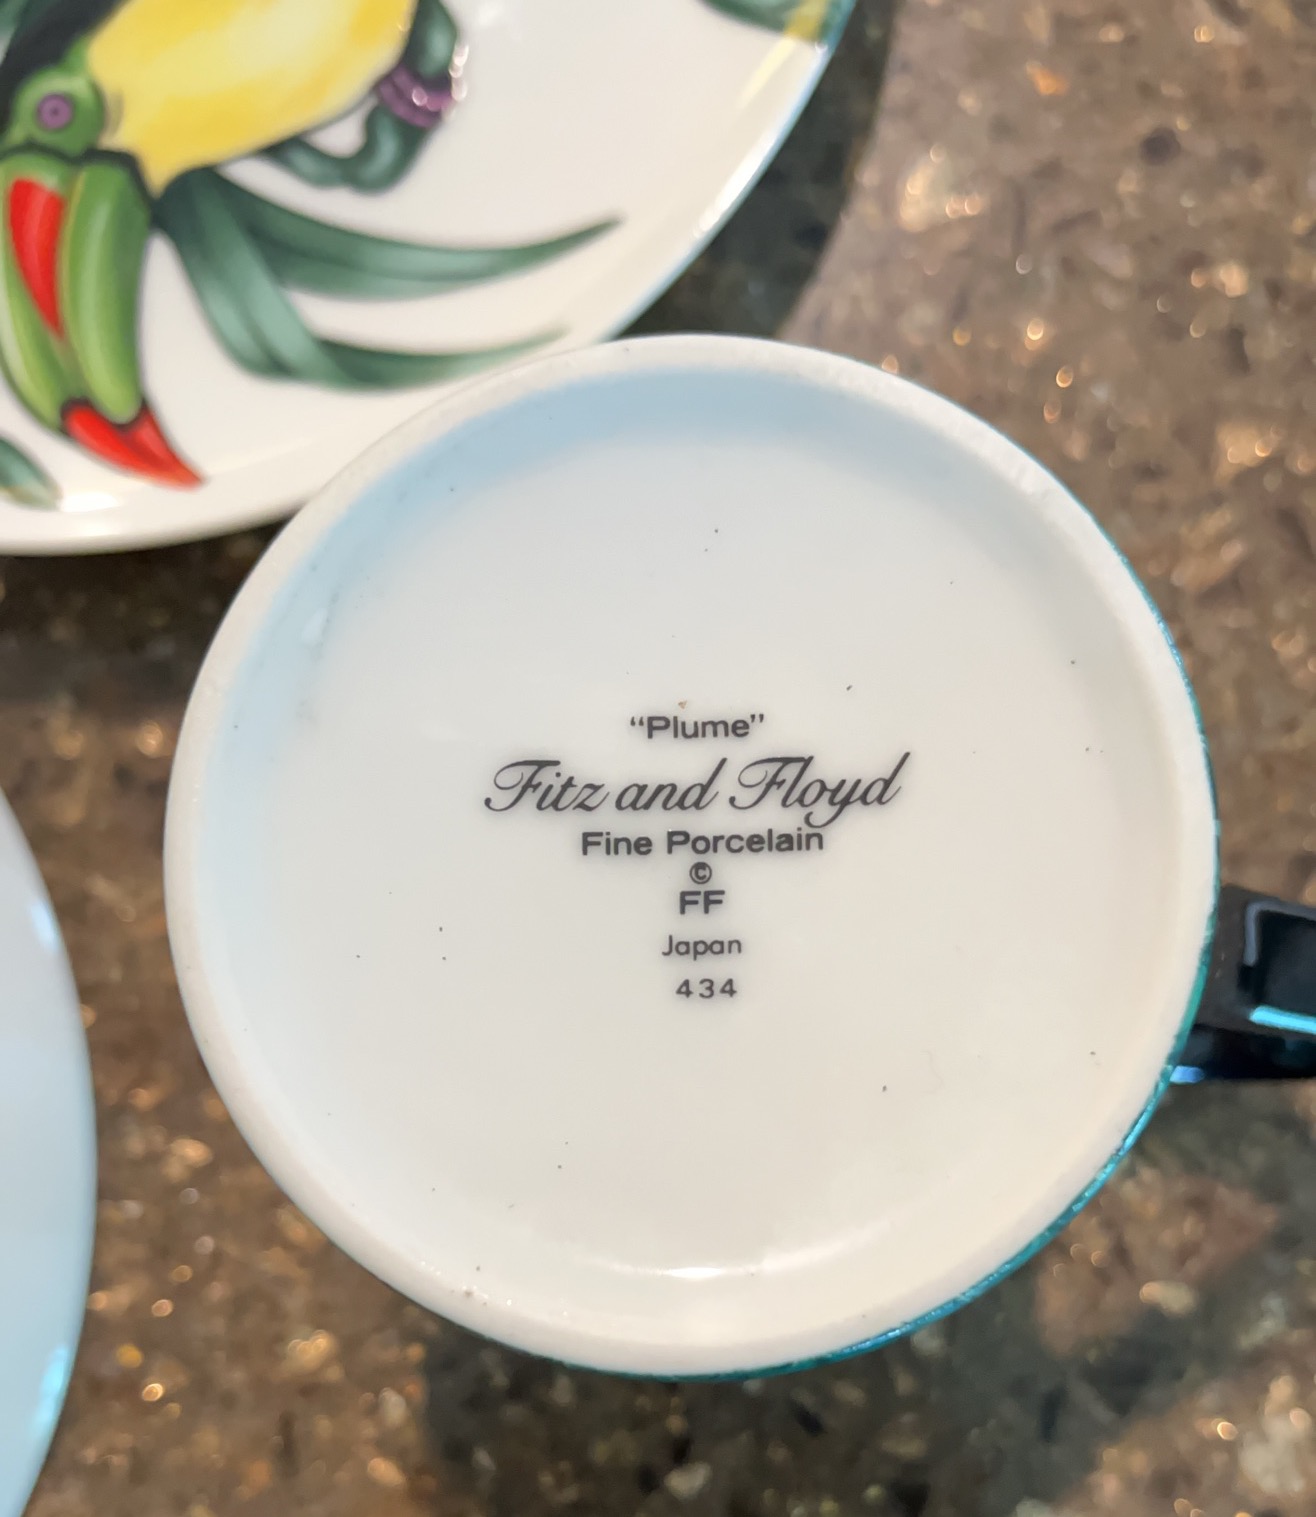 “Plume”
Fitz and Floyd
Fine Porcelain
©
FF
Japan
434